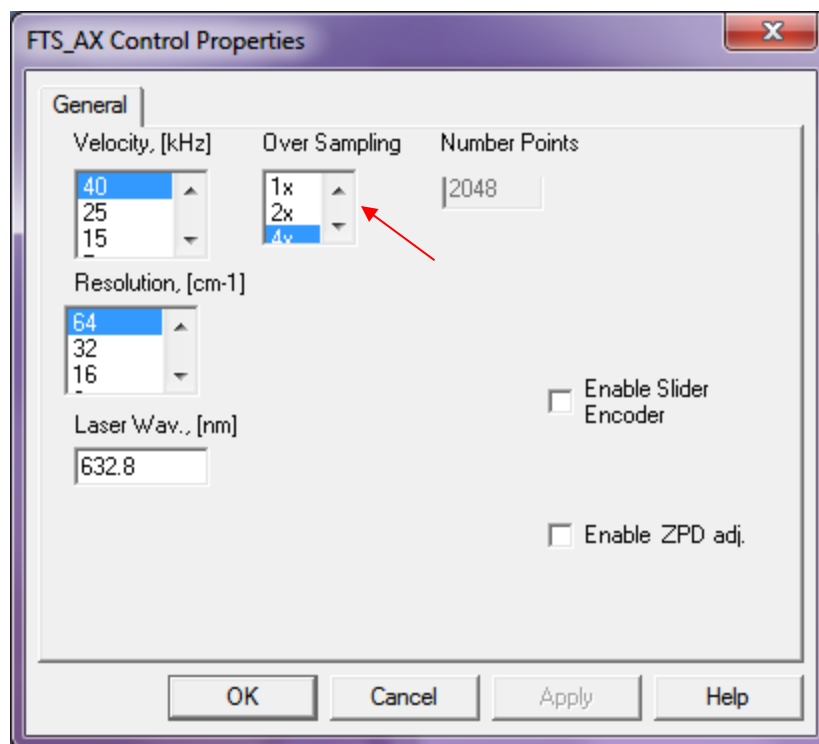 FTS_AX Control Properties
General
Velocity, [kHz]
Over Sampling
Number Points
40
25
15
1x
2x
4x
2048
Resolution, [cm-1]
64
32
16
Enable Slider
Encoder
Laser Wav., [nm]
632.8
Enable ZPD adj.
OK
Cancel
Apply
Help